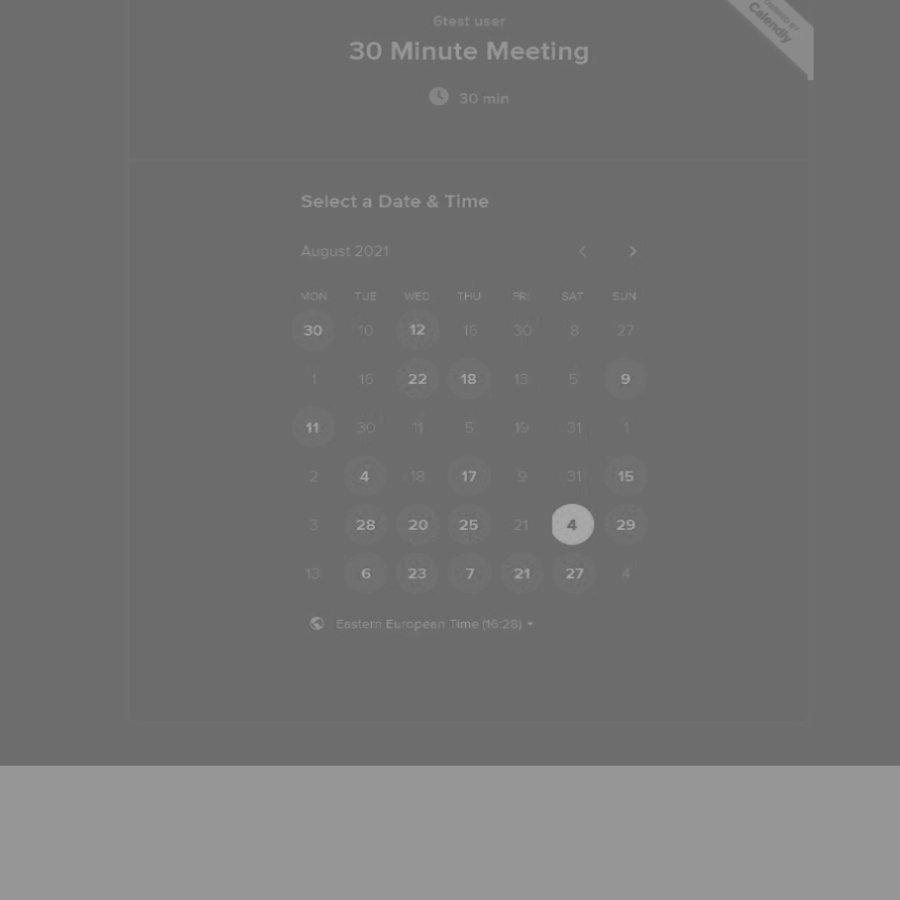 POWERED BY
Calendly
6test user
30 Minute Meeting
30 min
Select a Date & Time
August 2021
MON TUE WED THU FRI SAT SUN
30 10 12 15 30 8 27
1 15 22 18 13 5 9
11 30 11 5 19 31 1
2 4 18 17 9 31 15
3 28 20 25 21 4 29
13 6 23 7 21 27 4
Eastern European Time (16:28)